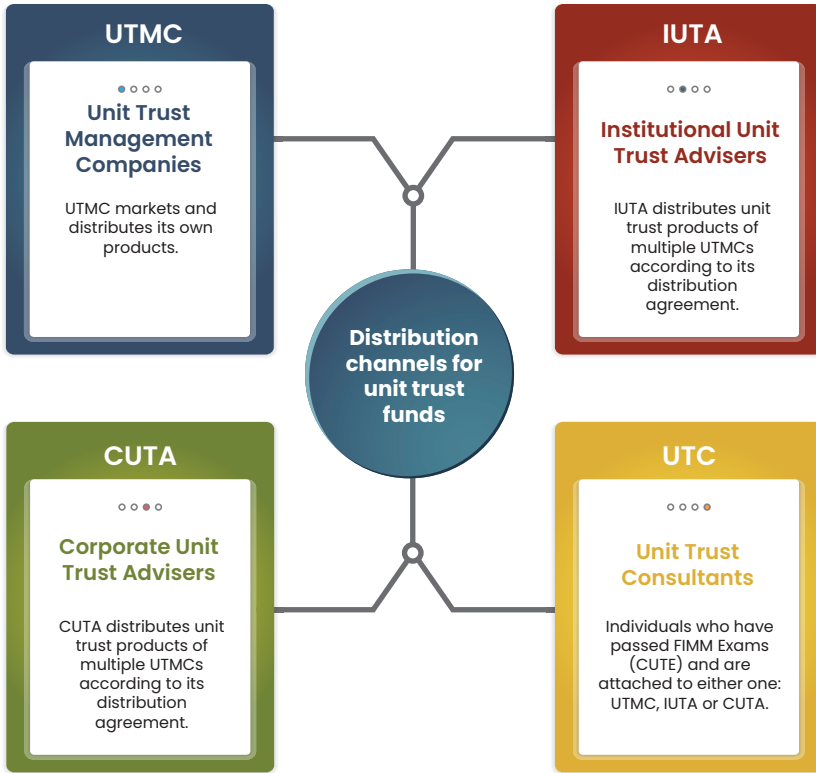 UTMC
Unit Trust
Management
Companies
UTMC markets and
distributes its own
products.
IUTA
Institutional Unit
Trust Advisers
IUTA distributes unit
trust products of
multiple UTMCs
according to its
distribution
agreement.
Distribution
channels for
unit trust
funds
CUTA
Corporate Unit
Trust Advisers
CUTA distributes unit
trust products of
multiple UTMCs
according to its
distribution
agreement.
UTC
Unit Trust
Consultants
Individuals who have
passed FIMM Exams
(CUTE) and are
attached to either one:
UTMC, IUTA or CUTA.